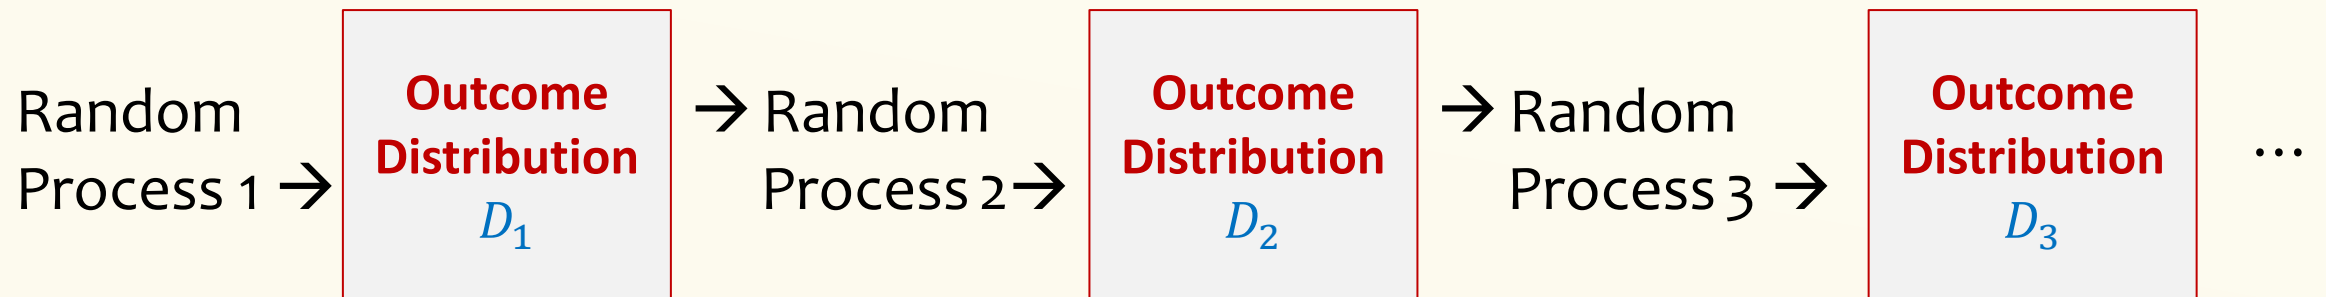 Random
Process 1 →
Outcome
Distribution
D₁
→ Random
Process 2→
Outcome
Distribution
D₂
→ Random
Process 3 →
Outcome
Distribution
D₃
…